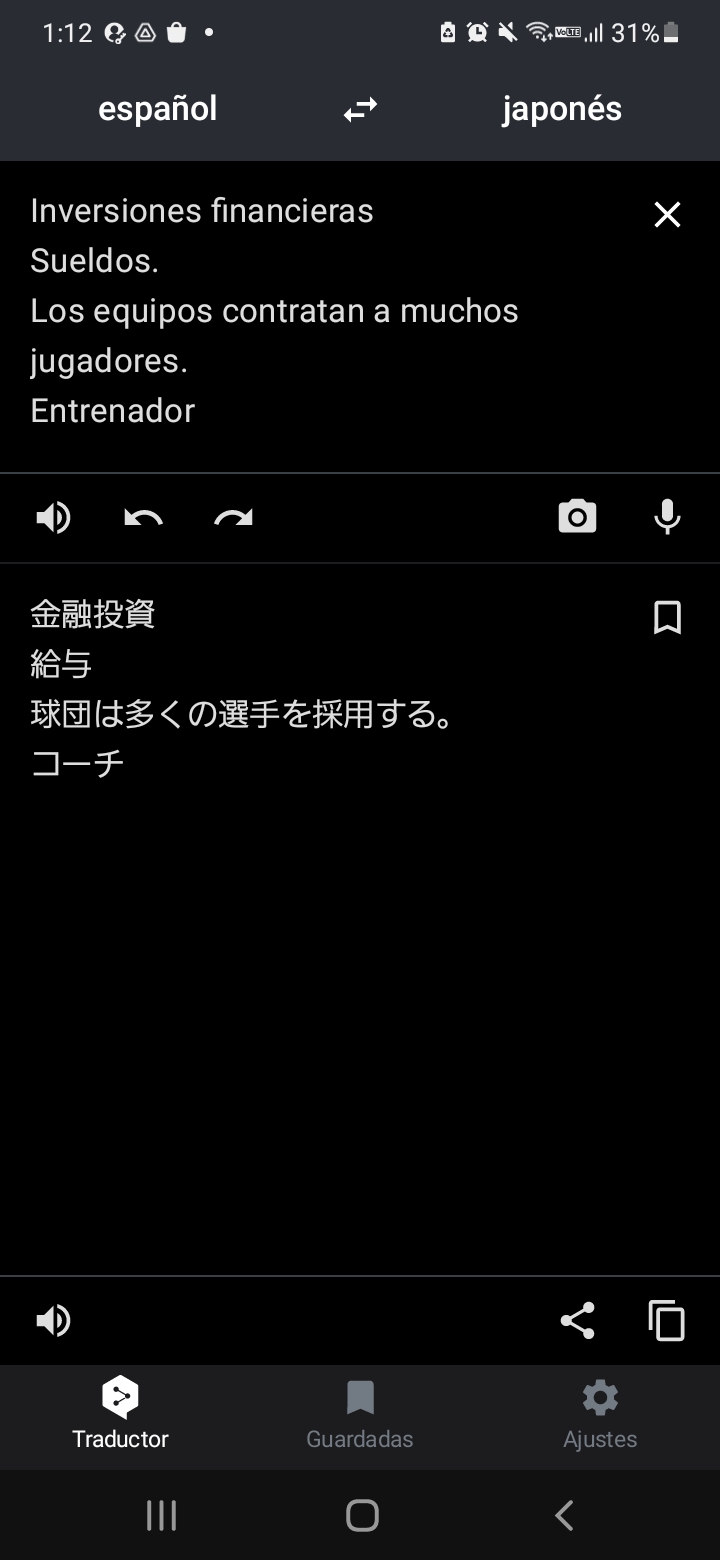 1:12
VoLTE
31%
español
japonés
Inversiones financieras
Sueldos.
Los equipos contratan a muchos
jugadores.
Entrenador
金融投資
給与
球団は多くの選手を採用する。
コーチ
Traductor
Guardadas
Ajustes